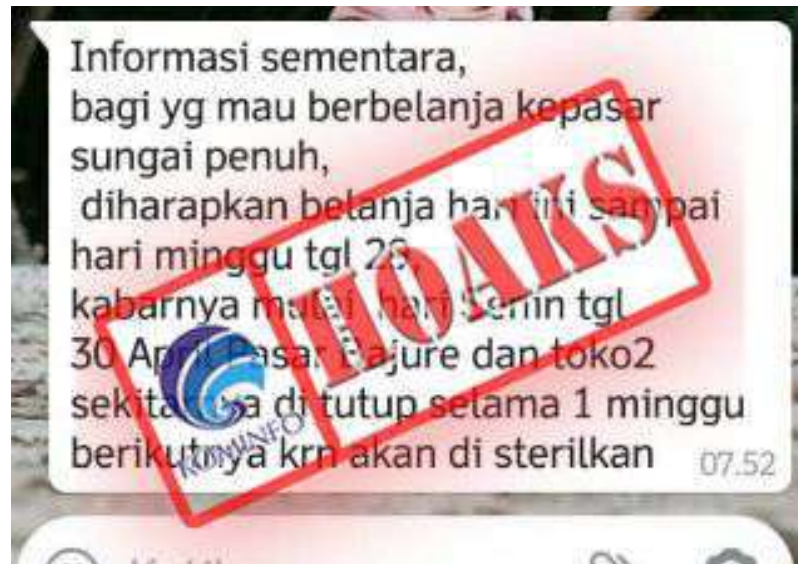 Informasi sementara,
bagi yg mau berbelanja kepasar
sungai penuh,
diharapkan belanja hari ini sampai
hari minggu tgl 29,
kabarnya mulai hari Senin tgl
30 April Pasar Bajure dan toko2
sekitarnya di tutup selama 1 minggu
berikutnya krn akan di sterilkan
07.52
HOAKS
KOMINFO